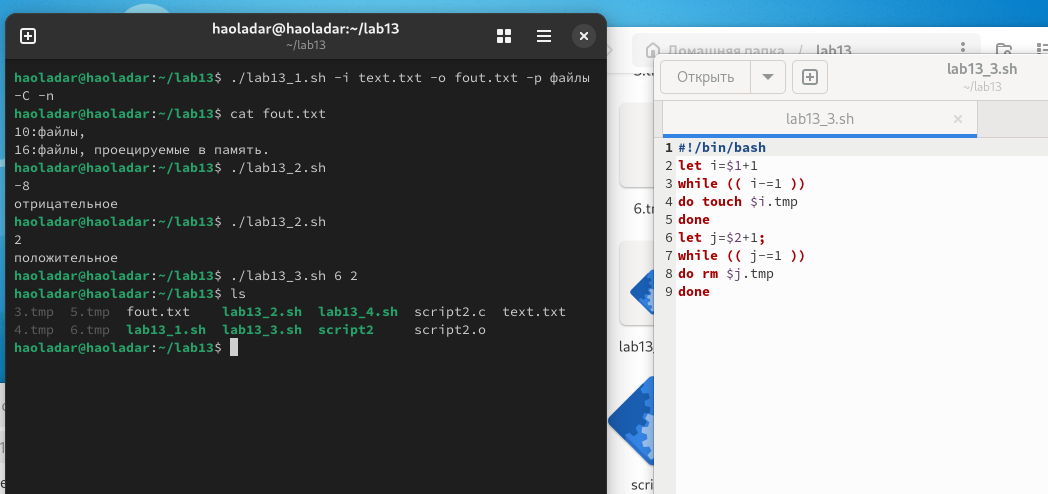 haoladar@haoladar:~/lab13
~/lab13
haoladar@haoladar:~/lab13$ ./lab13_1.sh -i text.txt -o fout.txt -p файлы
-C -n
haoladar@haoladar:~/lab13$ cat fout.txt
10:файлы,
16:файлы, проецируемые в память.
haoladar@haoladar:~/lab13$ ./lab13_2.sh
-8
отрицательное
haoladar@haoladar:~/lab13$ ./lab13_2.sh
2
положительное
haoladar@haoladar:~/lab13$ ./lab13_3.sh 6 2
haoladar@haoladar:~/lab13$ ls
3.tmp 5.tmp fout.txt lab13_2.sh lab13_4.sh script2.c text.txt
4.tmp 6.tmp lab13_1.sh lab13_3.sh script2 script2.o
haoladar@haoladar:~/lab13$
Домашняя папка / lab13
Открыть
lab13_3.sh
~/lab13
lab13_3.sh
1 #!/bin/bash
2 let i=$1+1
3 while (( i-=1 ))
4 do touch $i.tmp
5 done
6 let j=$2+1;
7 while (( j-=1 ))
8 do rm $j.tmp
9 done